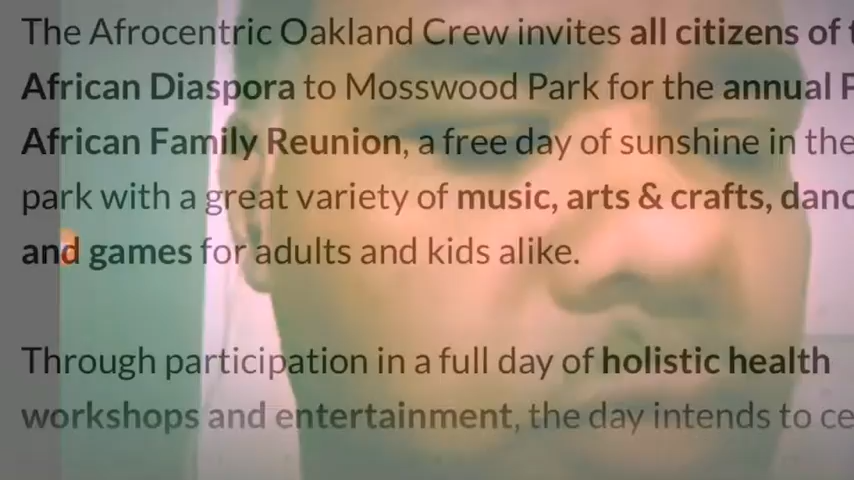 The Afrocentric Oakland Crew invites all citizens of
African Diaspora to Mosswood Park for the annual
African Family Reunion, a free day of sunshine in the
park with a great variety of music, arts & crafts,
and games for adults and kids alike.
Through participation in a full day of holistic health
workshops and entertainment, the day intends to